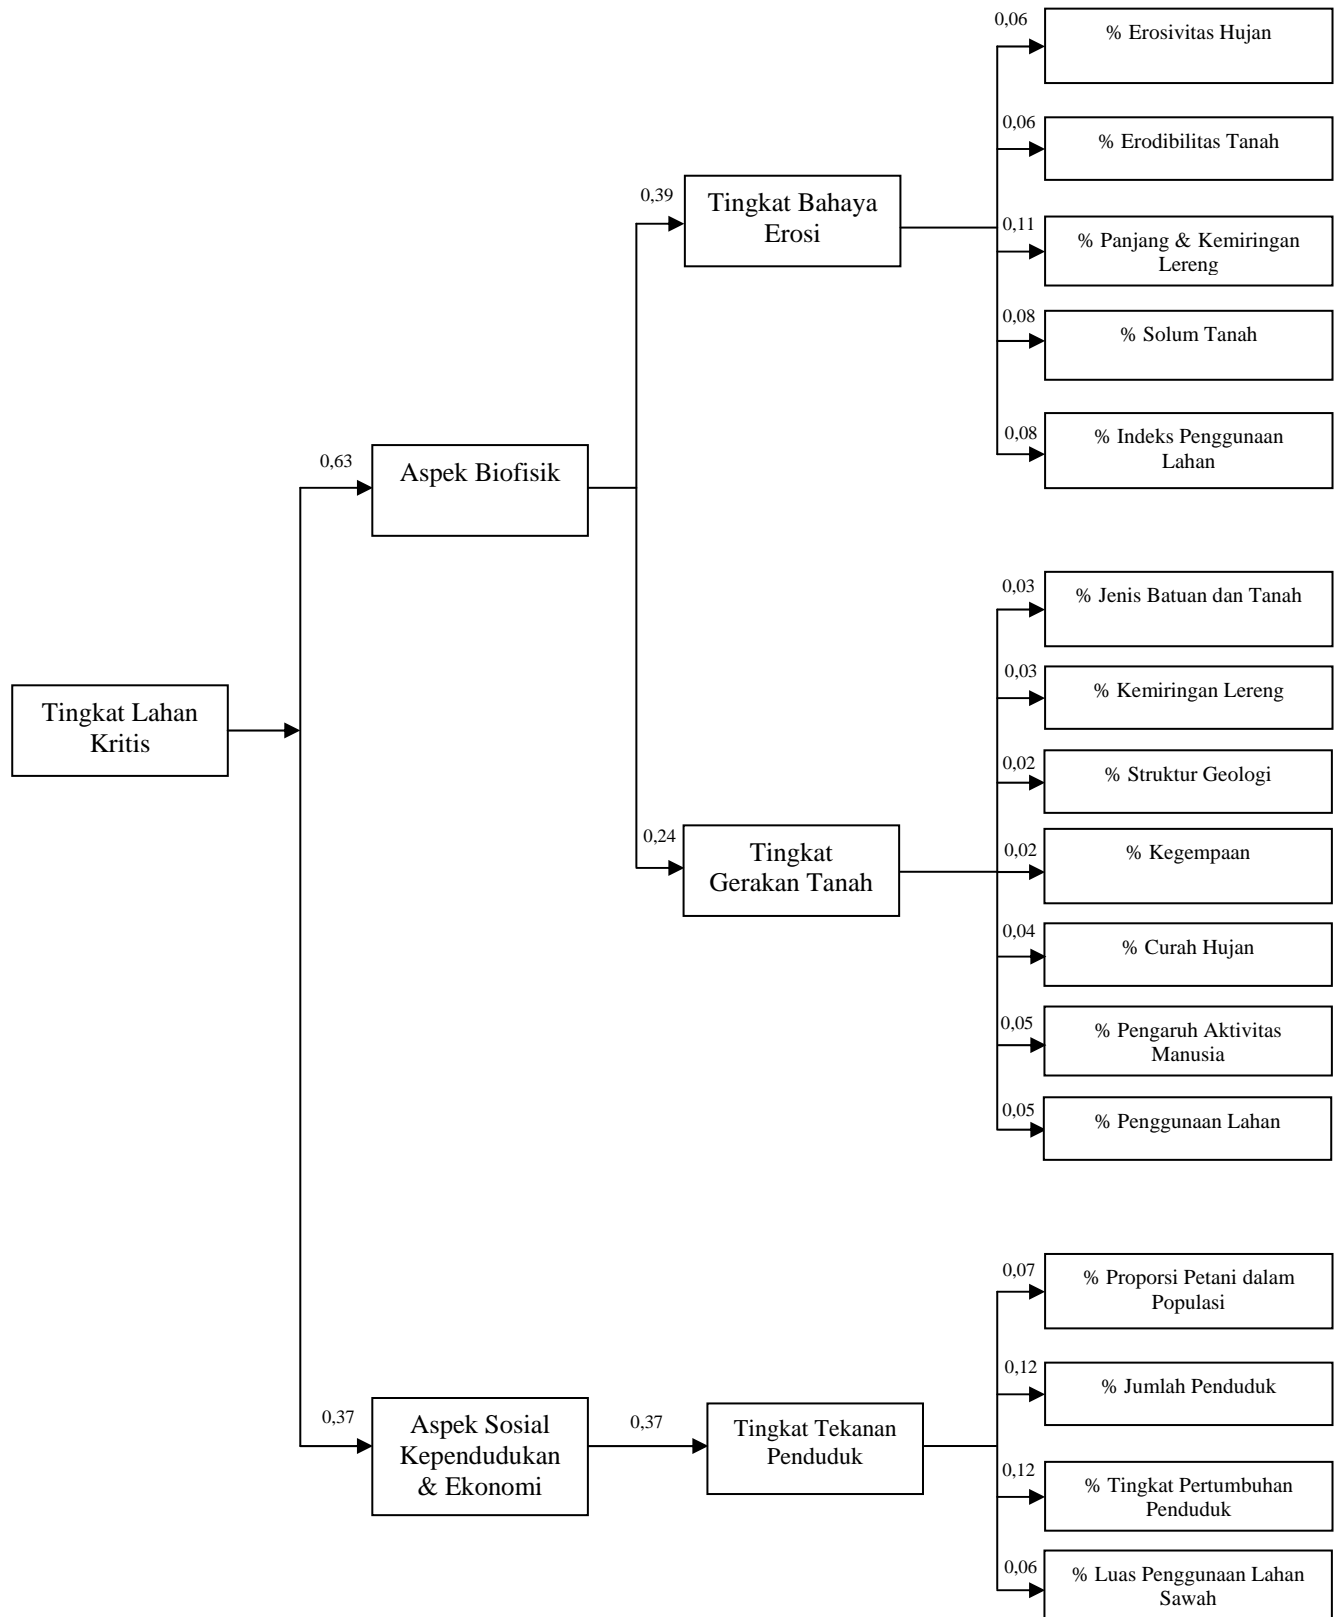 0,06
% Erosivitas Hujan
0,06
% Erodibilitas Tanah
0,39
Tingkat Bahaya
Erosi
0,11
% Panjang & Kemiringan
Lereng
0,08
% Solum Tanah
0,08
% Indeks Penggunaan
Lahan
0,63
Aspek Biofisik
0,03
% Jenis Batuan dan Tanah
0,03
% Kemiringan Lereng
Tingkat Lahan
Kritis
0,02
% Struktur Geologi
0,24
Tingkat
Gerakan Tanah
0,02
% Kegempaan
0,04
% Curah Hujan
0,05
% Pengaruh Aktivitas
Manusia
0,05
% Penggunaan Lahan
0,07
% Proporsi Petani dalam
Populasi
0,12
% Jumlah Penduduk
0,37
Aspek Sosial
Kependudukan
& Ekonomi
0,37
Tingkat Tekanan
Penduduk
0,12
% Tingkat Pertumbuhan
Penduduk
0,06
% Luas Penggunaan Lahan
Sawah